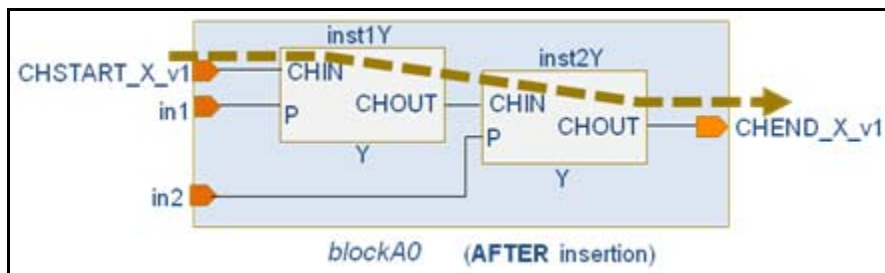 inst1Y
inst2Y
CHSTART_X_v1
CHIN
CHOUT
CHIN
in1
P
CHOUT
CHEND_X_v1
P
Y
Y
in2
blockA0 (AFTER insertion)